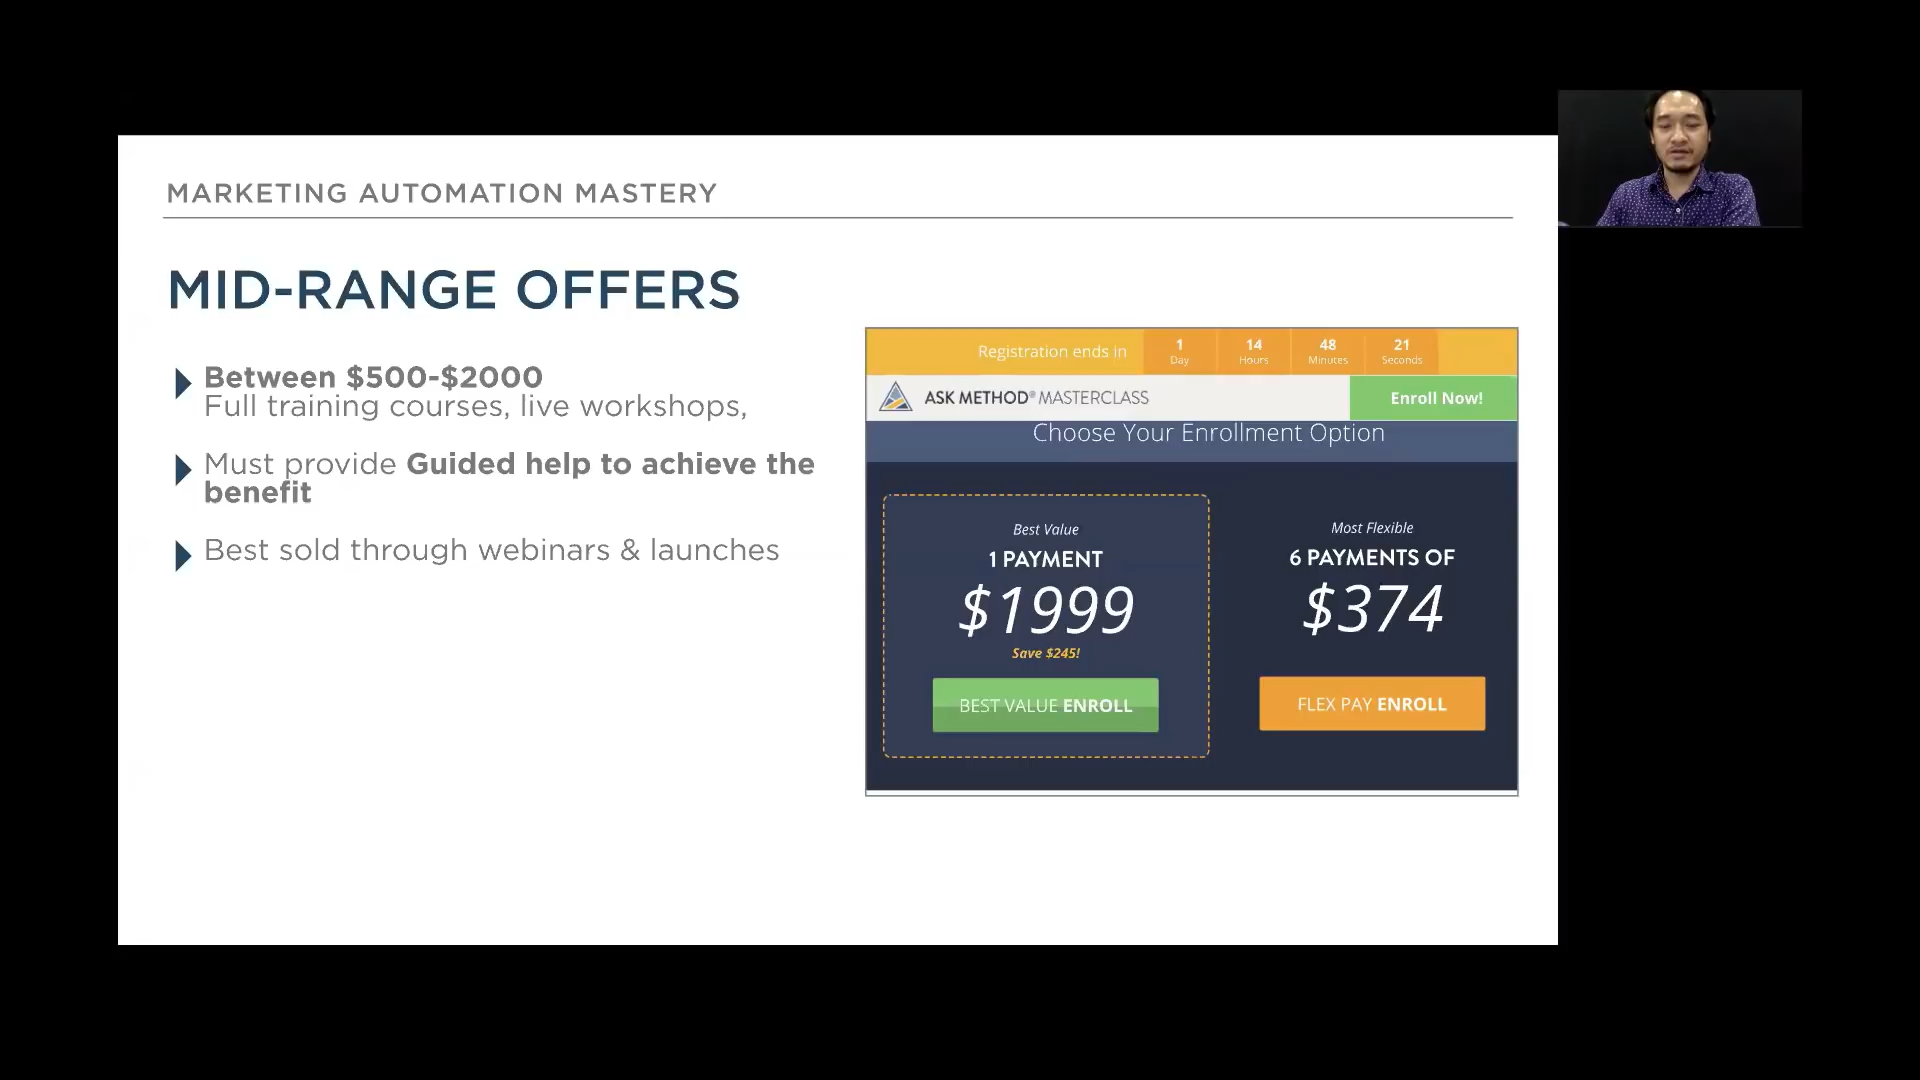 MARKETING AUTOMATION MASTERY
MID-RANGE OFFERS
Between $500-$2000
Full training courses, live workshops,
Must provide Guided help to achieve the
benefit
Best sold through webinars & launches
Registration ends in
1 Day
14 Hours
48 Minutes
21 Seconds
ASK METHOD® MASTERCLASS
Enroll Now!
Choose Your Enrollment Option
Best Value
1 PAYMENT
$1999
Save $245!
BEST VALUE ENROLL
Most Flexible
6 PAYMENTS OF
$374
FLEX PAY ENROLL